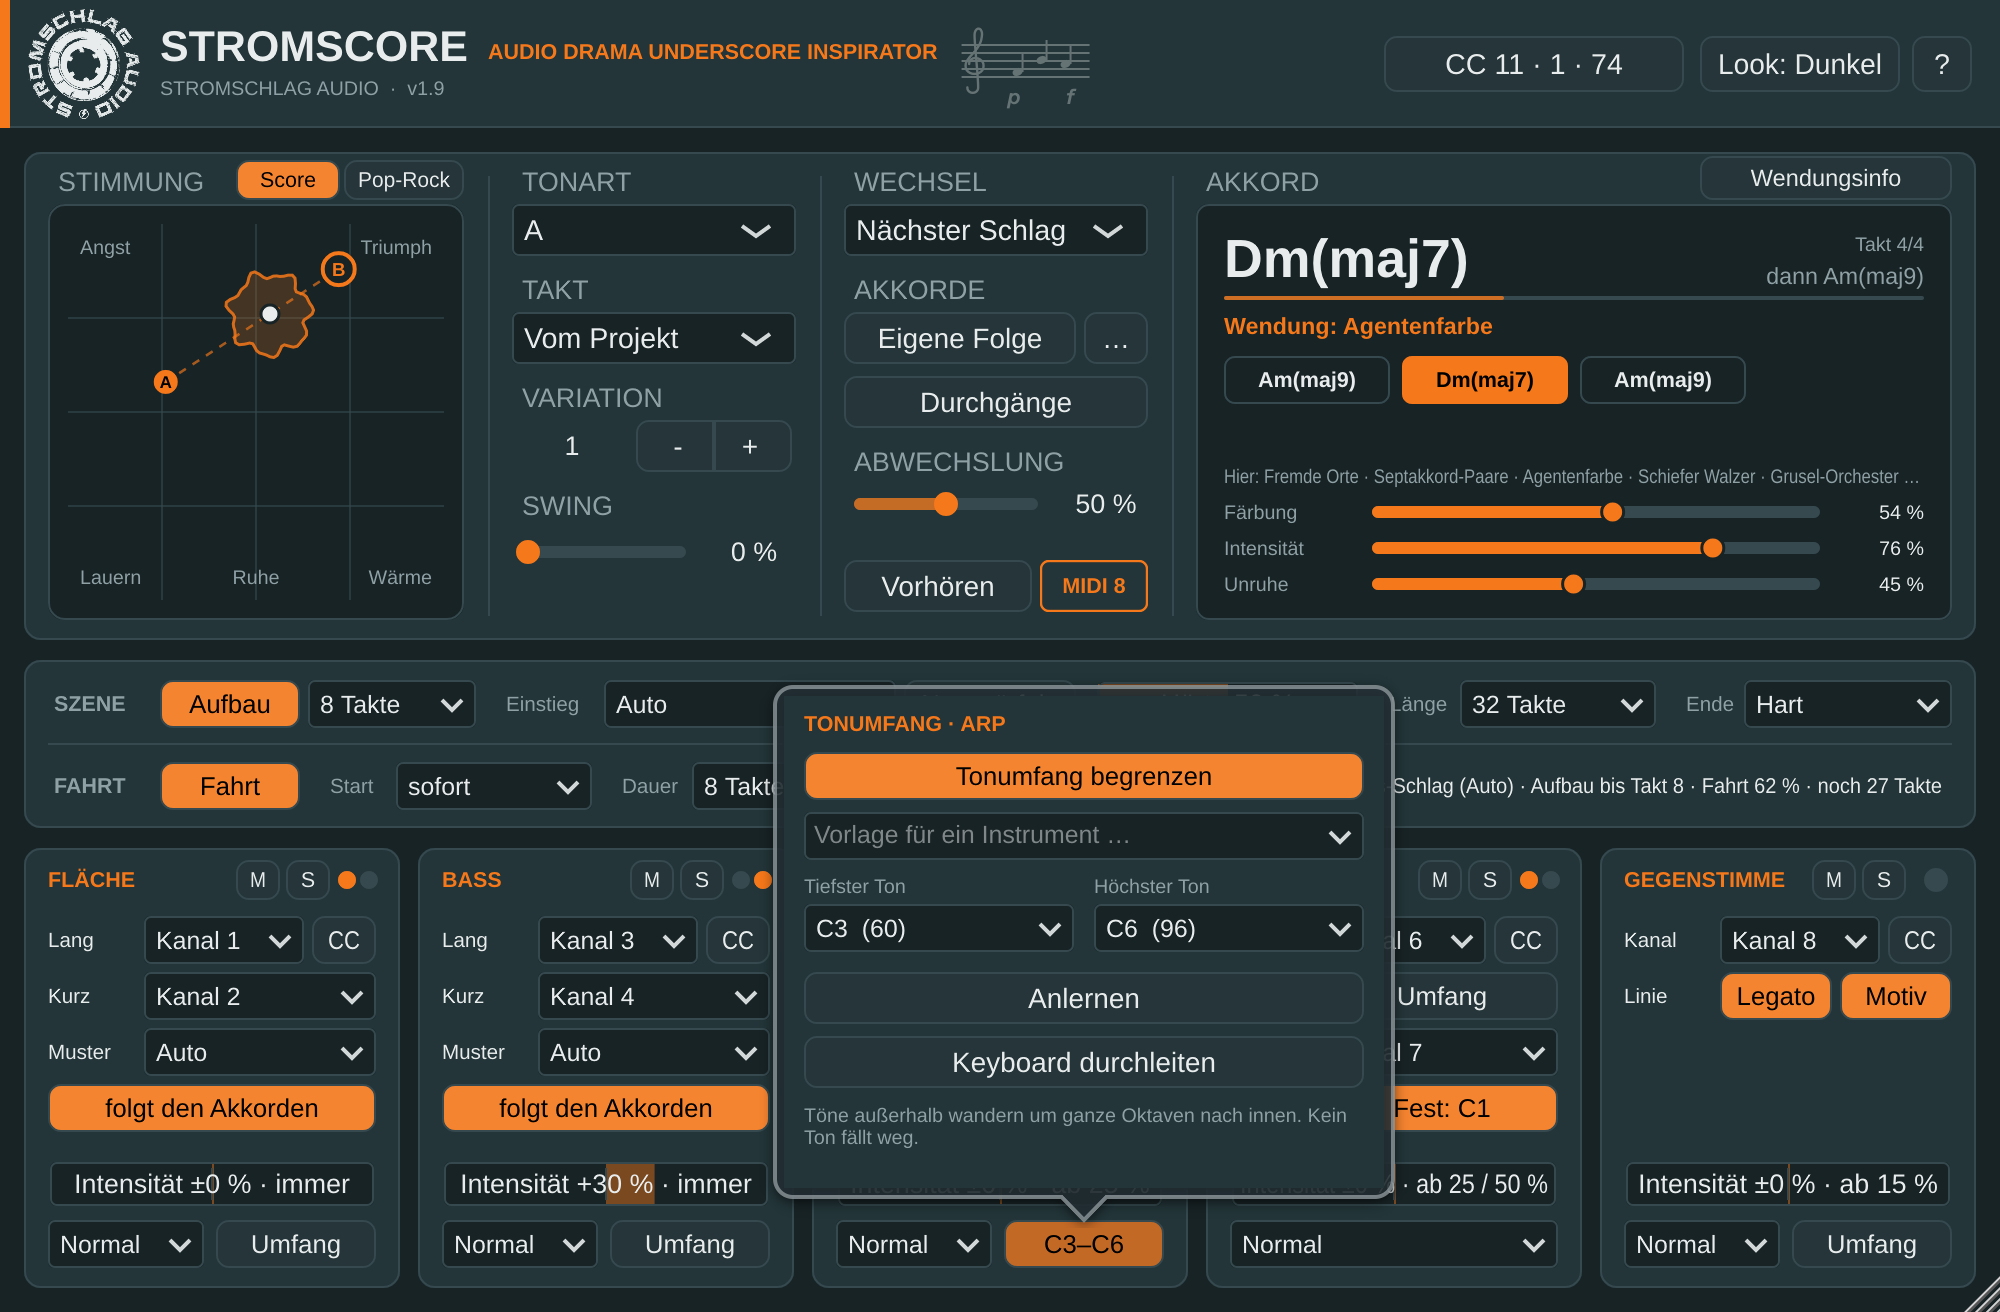 STROMSCHLAG AUDIO
STROMSCORE AUDIO DRAMA UNDERSCORE INSPIRATOR
STROMSCHLAG AUDIO · v1.9
p f
CC 11 · 1 · 74
Look: Dunkel
?
STIMMUNG Score Pop-Rock
Angst Triumph
B
A
Lauern Ruhe Wärme
TONART
A
TAKT
Vom Projekt
VARIATION
1 - +
SWING
0 %
WECHSEL
Nächster Schlag
AKKORDE
Eigene Folge …
Durchgänge
ABWECHSLUNG
50 %
Vorhören MIDI 8
AKKORD Wendungsinfo
Dm(maj7) Takt 4/4
dann Am(maj9)
Wendung: Agentenfarbe
Am(maj9) Dm(maj7) Am(maj9)
Hier: Fremde Orte · Septakkord-Paare · Agentenfarbe · Schiefer Walzer · Grusel-Orchester …
Färbung 54 %
Intensität 76 %
Unruhe 45 %
SZENE Aufbau 8 Takte Einstieg Auto Länge 32 Takte Ende Hart
FAHRT Fahrt Start sofort Dauer 8 Takte Schlag (Auto) · Aufbau bis Takt 8 · Fahrt 62 % · noch 27 Takte
TONUMFANG · ARP
Tonumfang begrenzen
Vorlage für ein Instrument …
Tiefster Ton Höchster Ton
C3 (60) C6 (96)
Anlernen
Keyboard durchleiten
Töne außerhalb wandern um ganze Oktaven nach innen. Kein
Ton fällt weg.
FLÄCHE M S
Lang Kanal 1 CC
Kurz Kanal 2
Muster Auto
folgt den Akkorden
Intensität ±0 % · immer
Normal Umfang
BASS M S
Lang Kanal 3 CC
Kurz Kanal 4
Muster Auto
folgt den Akkorden
Intensität +30 % · immer
Normal Umfang
Normal C3–C6
M S
al 6 CC
Umfang
al 7
Fest: C1
· ab 25 / 50 %
Normal
GEGENSTIMME M S
Kanal Kanal 8 CC
Linie Legato Motiv
Intensität ±0 % · ab 15 %
Normal Umfang